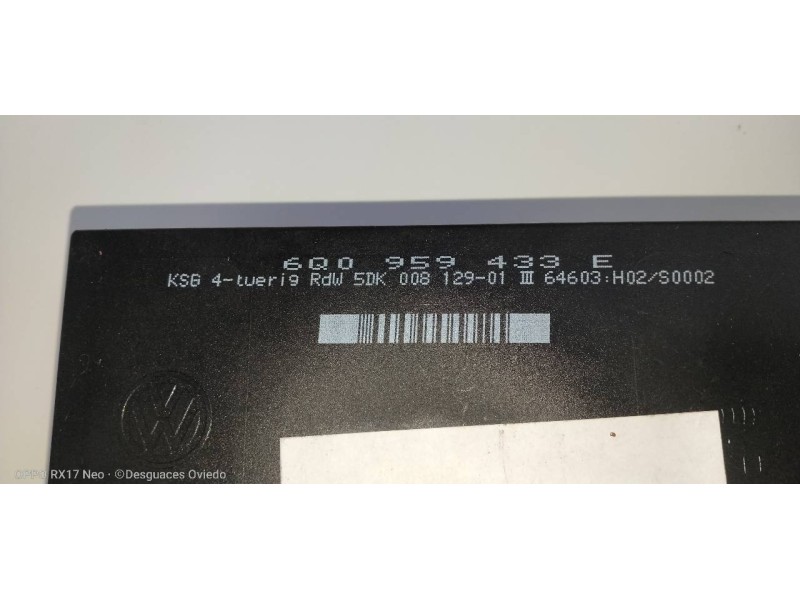 6Q0 959 433 E
KSG 4-tuerig RdW 5DK 008 129-01 III 64603:H02/S0002
OPPO RX17 Neo · ©Desguaces Oviedo